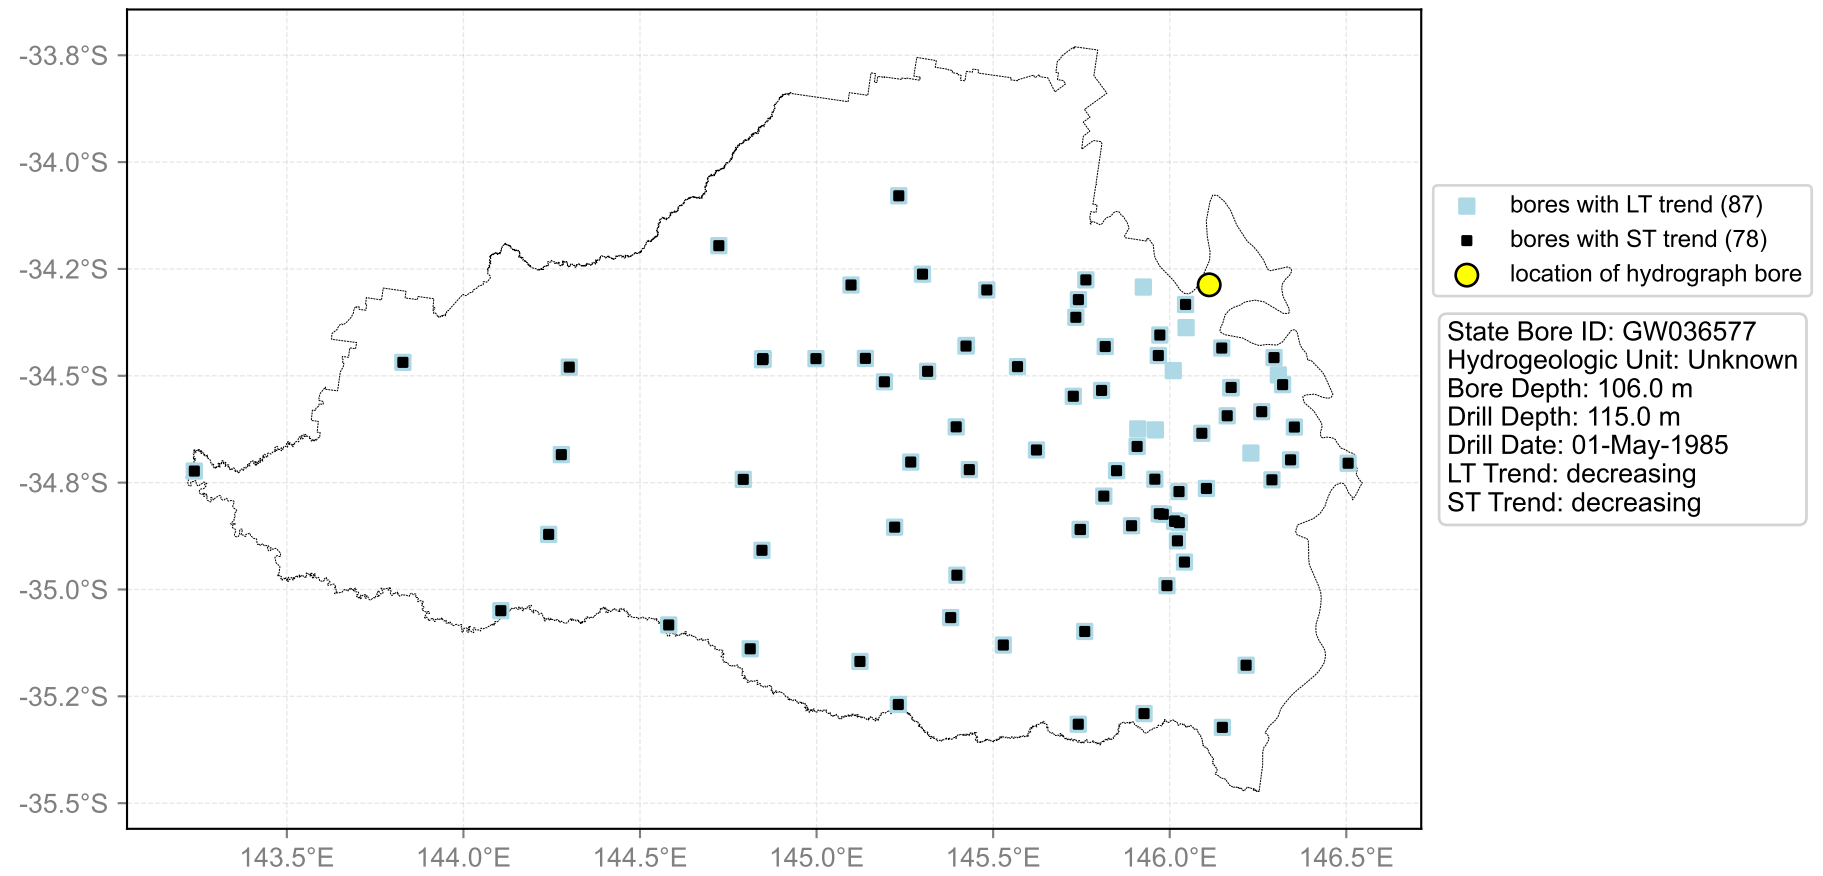 -33.8°S
-34.0°S
-34.2°S
-34.5°S
-34.8°S
-35.0°S
-35.2°S
-35.5°S
143.5°E 144.0°E 144.5°E 145.0°E 145.5°E 146.0°E 146.5°E
bores with LT trend (87)
bores with ST trend (78)
location of hydrograph bore
State Bore ID: GW036577
Hydrogeologic Unit: Unknown
Bore Depth: 106.0 m
Drill Depth: 115.0 m
Drill Date: 01-May-1985
LT Trend: decreasing
ST Trend: decreasing